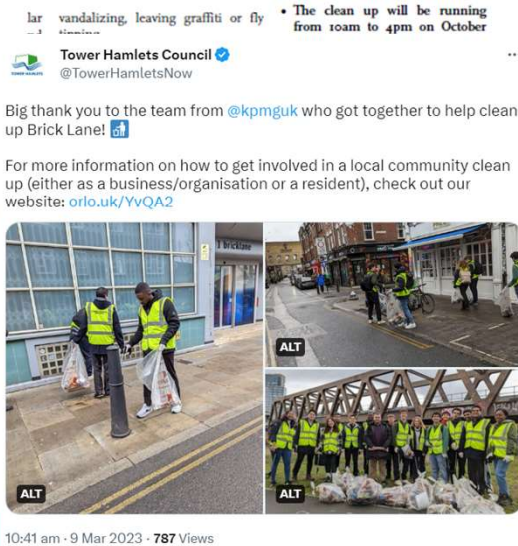 lar vandalizing, leaving graffiti or fly
• The clean up will be running
from 10am to 4pm on October
Tower Hamlets Council
@TowerHamletsNow
Big thank you to the team from @kpmguk who got together to help clean
up Brick Lane!
For more information on how to get involved in a local community clean
up (either as a business/organisation or a resident), check out our
website: orlo.uk/YvQA2
1 bricklane
ALT
ALT
ALT
10:41 am · 9 Mar 2023 · 787 Views